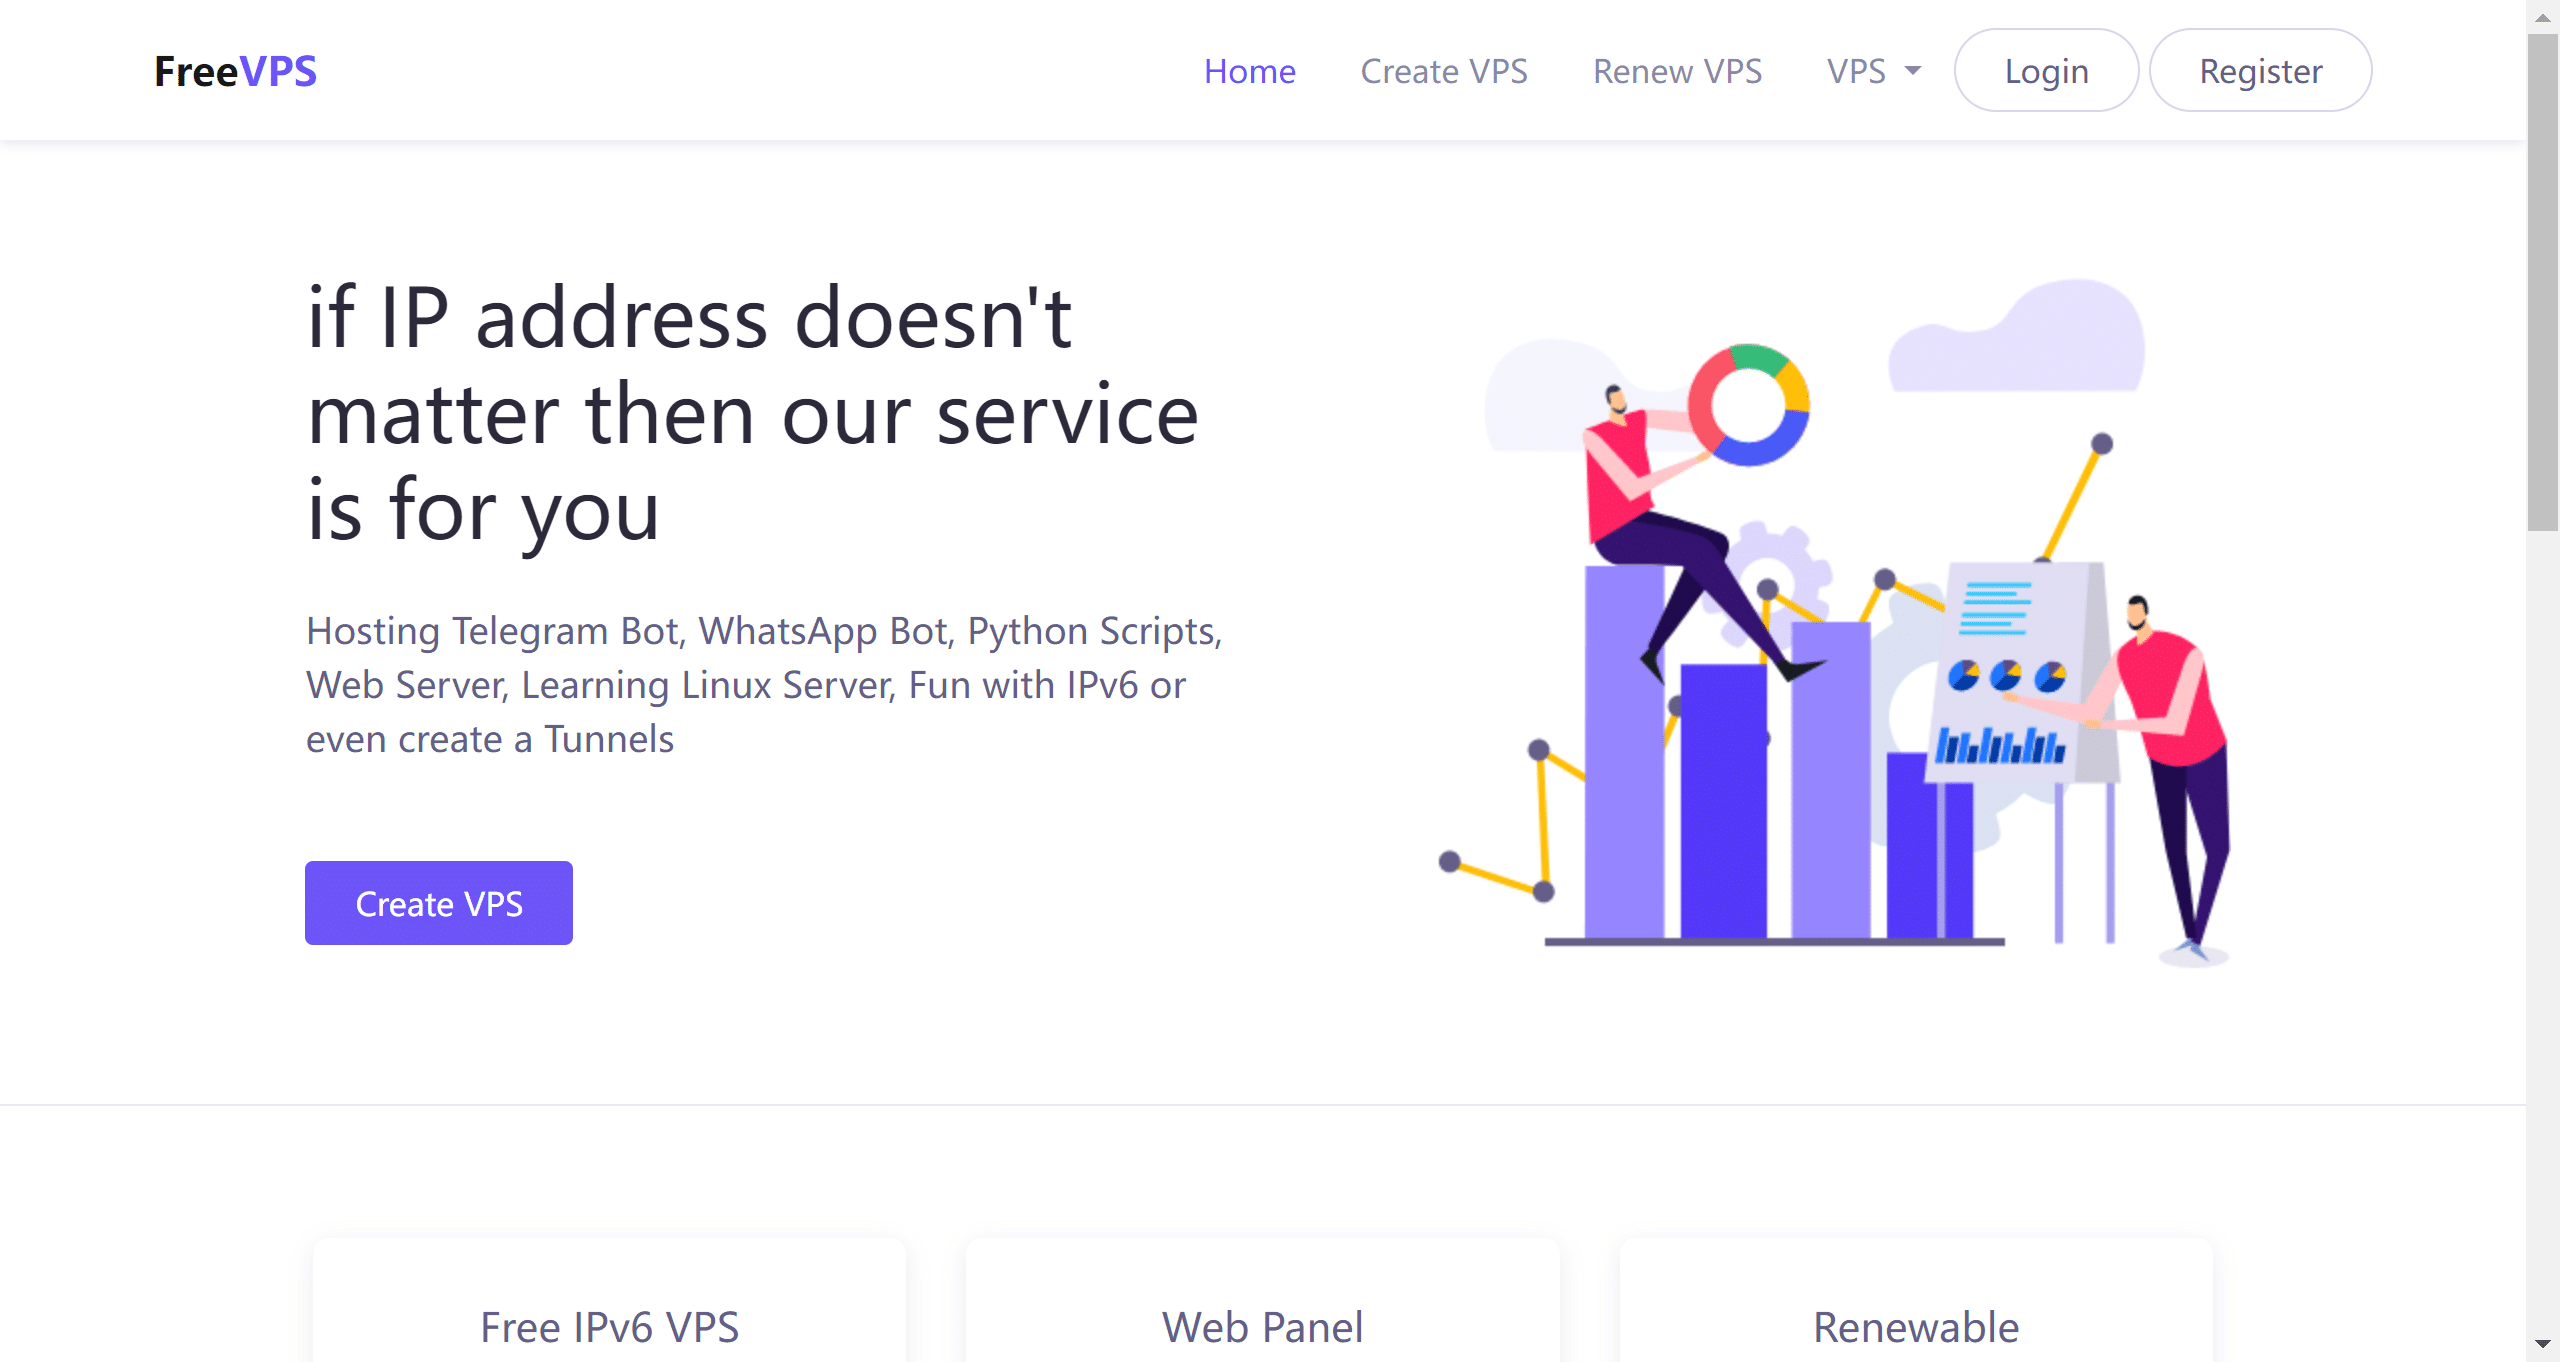 FreeVPS
Home Create VPS Renew VPS VPS Login Register
if IP address doesn't
matter then our service
is for you
Hosting Telegram Bot, WhatsApp Bot, Python Scripts,
Web Server, Learning Linux Server, Fun with IPv6 or
even create a Tunnels
Create VPS
Free IPv6 VPS
Web Panel
Renewable